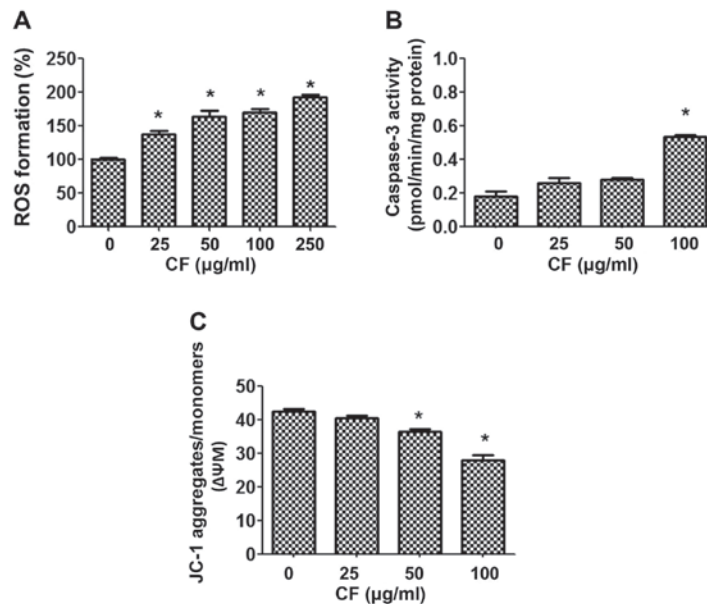 A
ROS formation (%)
250
200
150
100
50
0
* * * *
0 25 50 100 250
CF (µg/ml)
B
Caspase-3 activity
(pmol/min/mg protein)
1.0
0.8
0.6
0.4
0.2
0.0
*
0 25 50 100
CF (µg/ml)
C
JC-1 aggregates/monomers
(ΔΨM)
50
40
30
20
10
0
* *
0 25 50 100
CF (µg/ml)